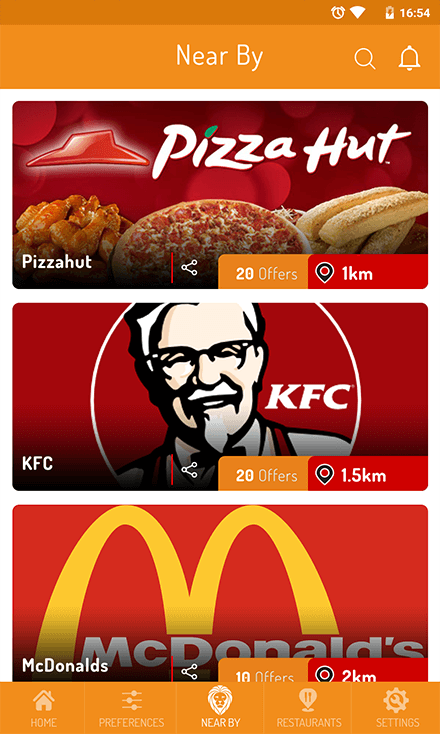 16:54
Near By
Pizza Hut
Pizzahut
20 Offers
1km
KFC
KFC
20 Offers
1.5km
McDonald's
McDonalds
10 Offers
2km
HOME
PREFERENCES
NEAR BY
RESTAURANTS
SETTINGS